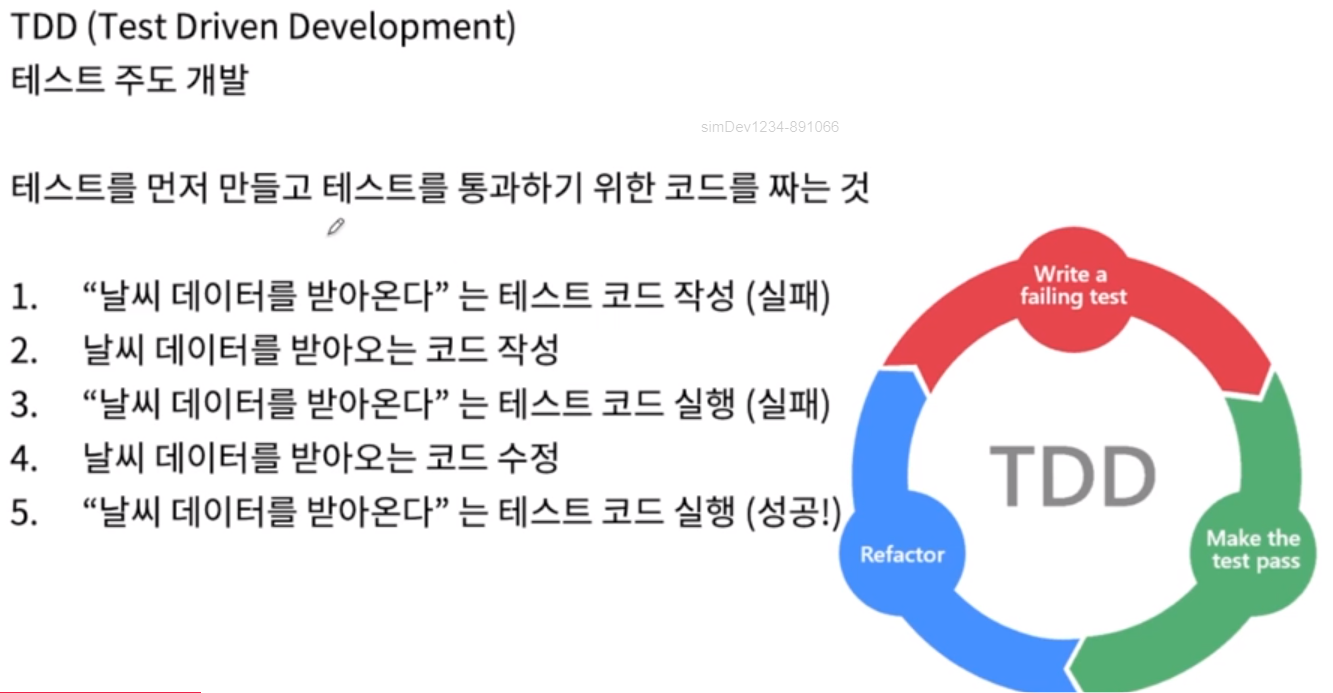 TDD (Test Driven Development)
테스트 주도 개발
simDev1234-891066
테스트를 먼저 만들고 테스트를 통과하기 위한 코드를 짜는 것
1. “날씨 데이터를 받아온다” 는 테스트 코드 작성 (실패)
2. 날씨 데이터를 받아오는 코드 작성
3. “날씨 데이터를 받아온다” 는 테스트 코드 실행 (실패)
4. 날씨 데이터를 받아오는 코드 수정
5. “날씨 데이터를 받아온다” 는 테스트 코드 실행 (성공!)
Write a
failing test
TDD
Make the
test pass
Refactor